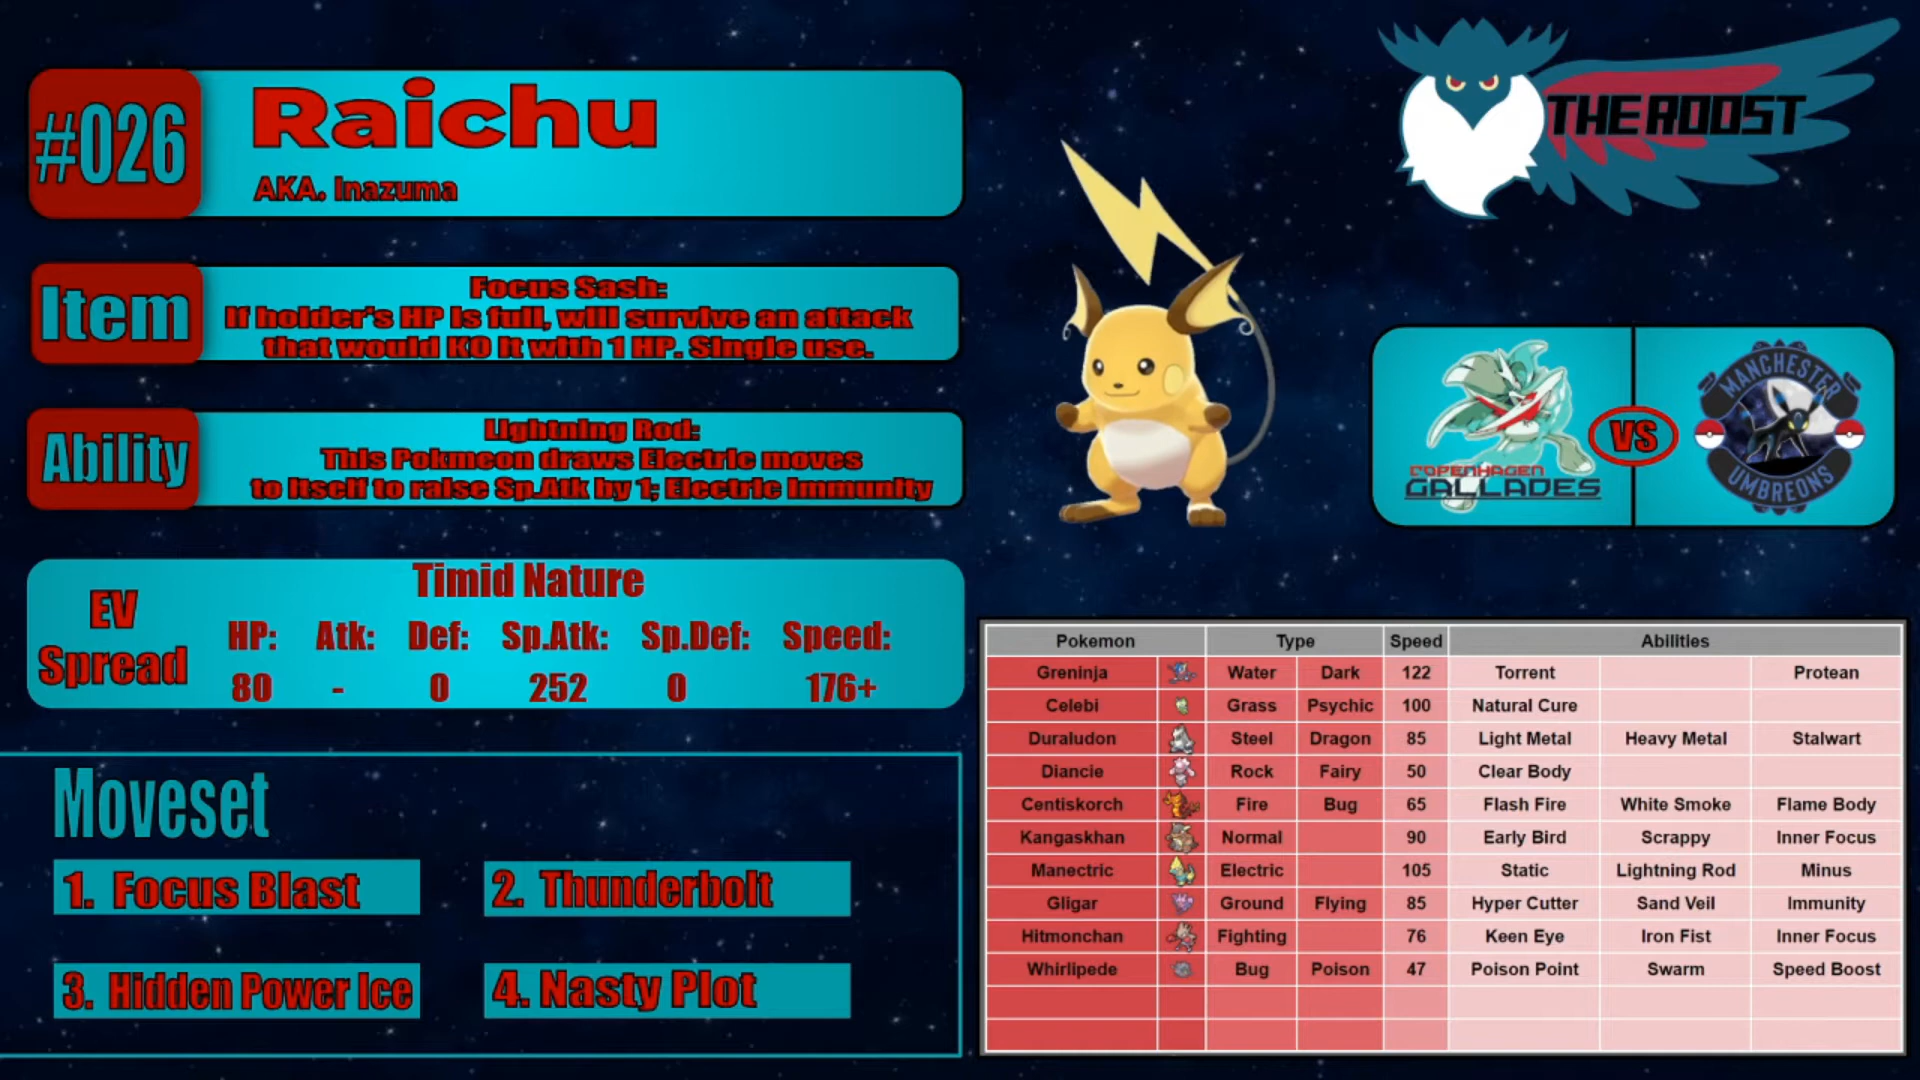 #026
Raichu
AKA. Inazuma
THE ROOST
Item
Focus Sash:
If holder's HP is full, will survive an attack
that would KO it with 1 HP. Single use.
Ability
Lightning Rod:
This Pokmeon draws Electric moves
to itself to raise Sp.Atk by 1; Electric Immunity
COPENHAGEN
GALLADES
VS
MANCHESTER
UMBREONS
EV
Spread
Timid Nature
HP: Atk: Def: Sp.Atk: Sp.Def: Speed:
80 - 0 252 0 176+
Moveset
1. Focus Blast
2. Thunderbolt
3. Hidden Power Ice
4. Nasty Plot
Pokemon Type Speed Abilities
Greninja Water Dark 122 Torrent Protean
Celebi Grass Psychic 100 Natural Cure
Duraludon Steel Dragon 85 Light Metal Heavy Metal Stalwart
Diancie Rock Fairy 50 Clear Body
Centiskorch Fire Bug 65 Flash Fire White Smoke Flame Body
Kangaskhan Normal 90 Early Bird Scrappy Inner Focus
Manectric Electric 105 Static Lightning Rod Minus
Gligar Ground Flying 85 Hyper Cutter Sand Veil Immunity
Hitmonchan Fighting 76 Keen Eye Iron Fist Inner Focus
Whirlipede Bug Poison 47 Poison Point Swarm Speed Boost